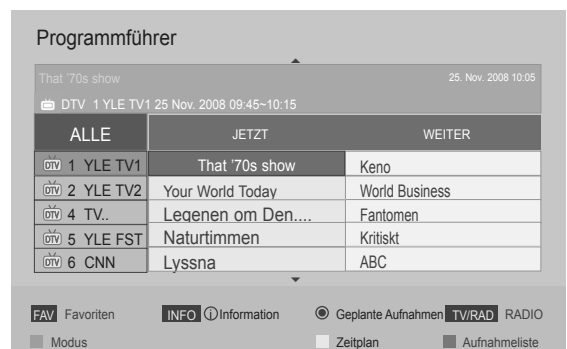 Programmführer
That '70s show 25. Nov. 2008 10:05
DTV 1 YLE TV1 25 Nov. 2008 09:45~10:15
ALLE JETZT WEITER
DTV 1 YLE TV1 That '70s show Keno
DTV 2 YLE TV2 Your World Today World Business
DTV 4 TV.. Legenen om Den.... Fantomen
DTV 5 YLE FST Naturtimmen Kritiskt
DTV 6 CNN Lyssna ABC
FAV Favoriten INFO Information Geplante Aufnahmen TV/RAD RADIO
Modus Zeitplan Aufnahmeliste